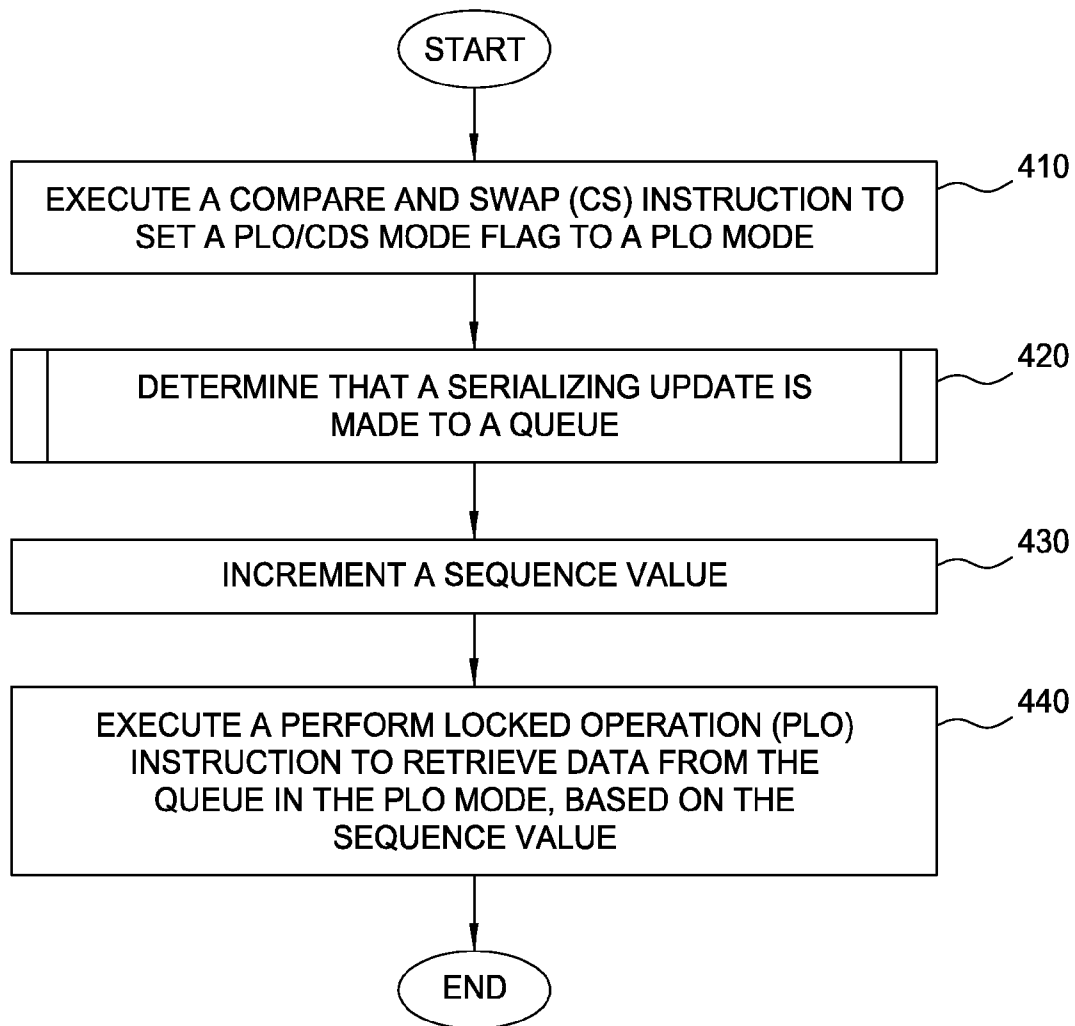 START
410
EXECUTE A COMPARE AND SWAP (CS) INSTRUCTION TO
SET A PLO/CDS MODE FLAG TO A PLO MODE
420
DETERMINE THAT A SERIALIZING UPDATE IS
MADE TO A QUEUE
430
INCREMENT A SEQUENCE VALUE
440
EXECUTE A PERFORM LOCKED OPERATION (PLO)
INSTRUCTION TO RETRIEVE DATA FROM THE
QUEUE IN THE PLO MODE, BASED ON THE
SEQUENCE VALUE
END